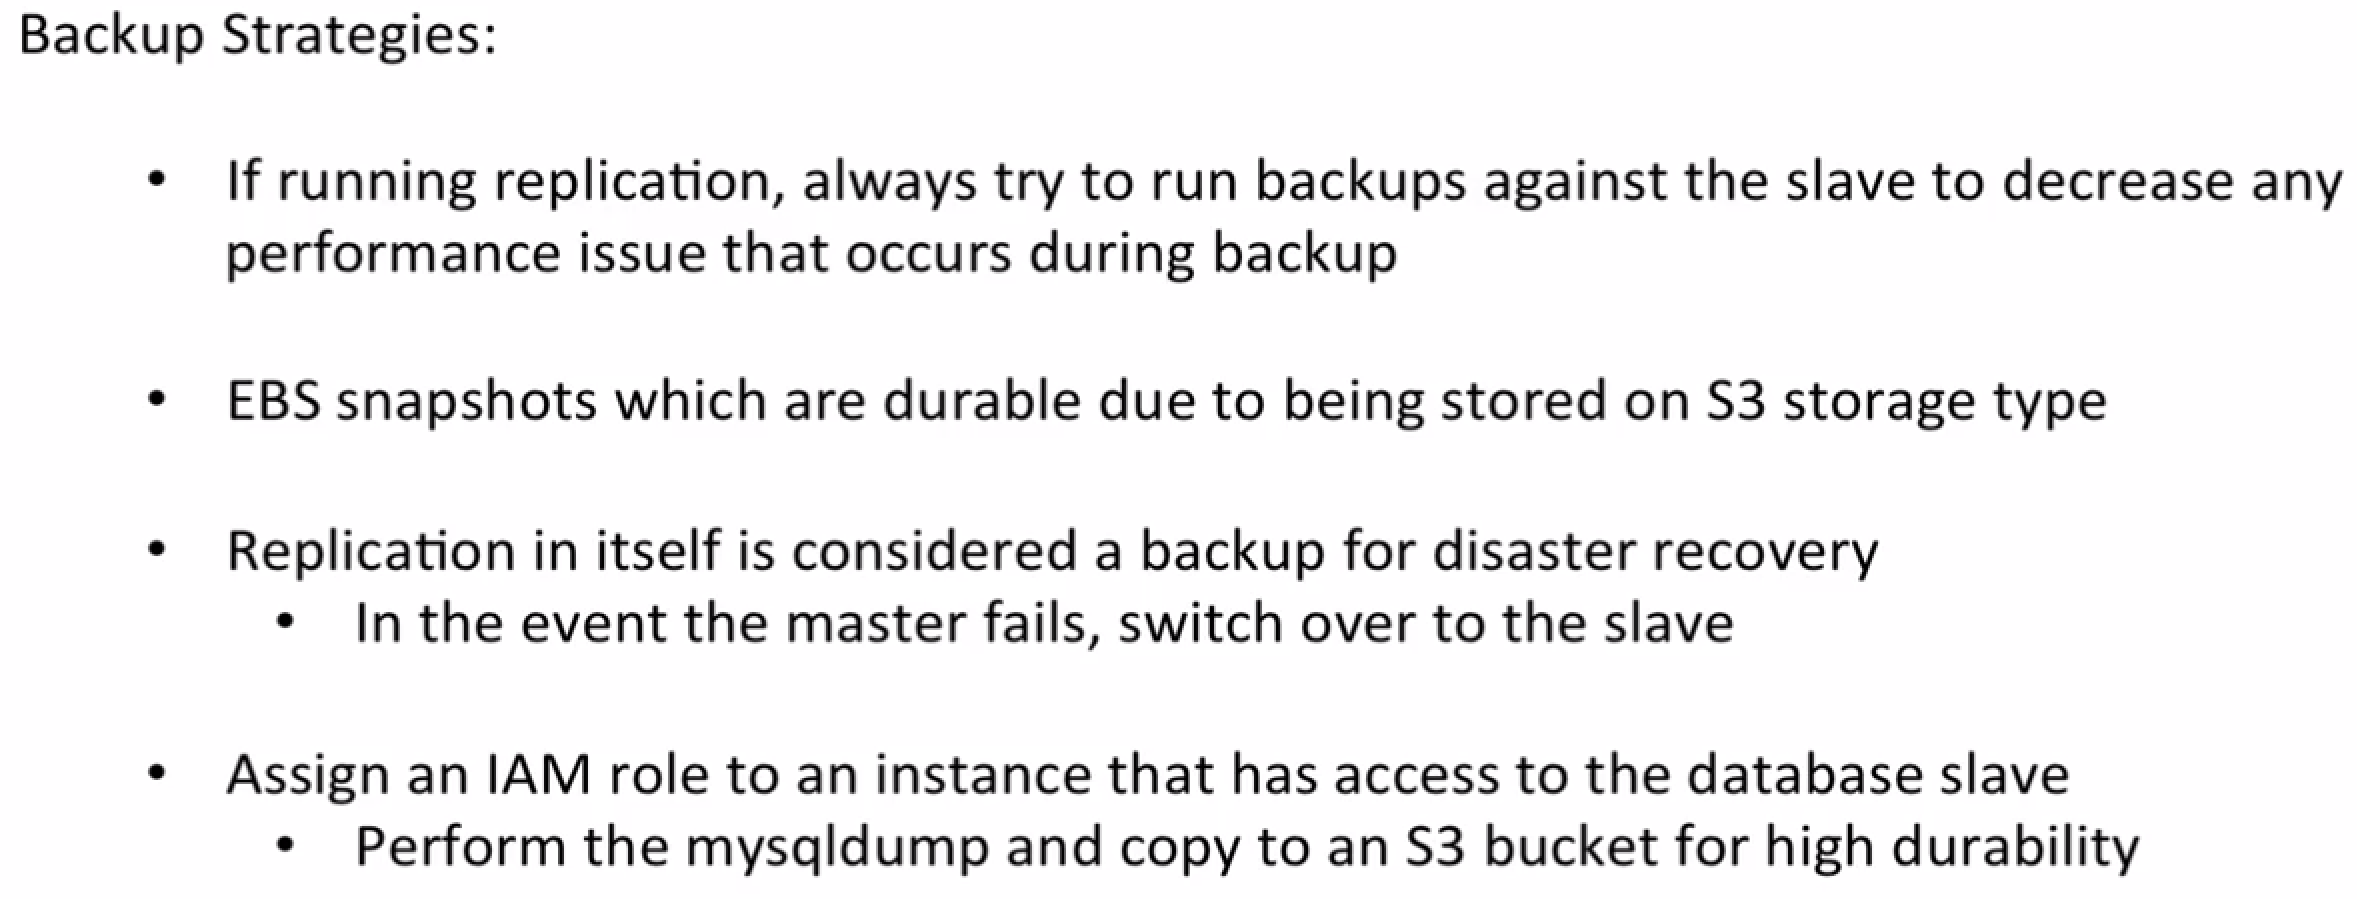 Backup Strategies:
• If running replication, always try to run backups against the slave to decrease any
performance issue that occurs during backup
• EBS snapshots which are durable due to being stored on S3 storage type
• Replication in itself is considered a backup for disaster recovery
• In the event the master fails, switch over to the slave
• Assign an IAM role to an instance that has access to the database slave
• Perform the mysqldump and copy to an S3 bucket for high durability